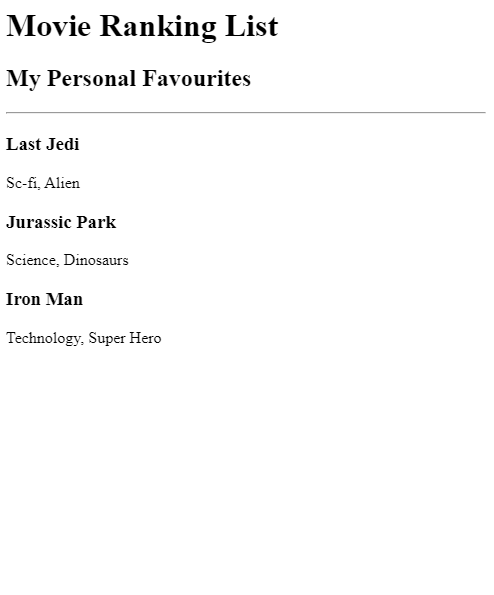 Movie Ranking List
My Personal Favourites
Last Jedi
Sc-fi, Alien
Jurassic Park
Science, Dinosaurs
Iron Man
Technology, Super Hero